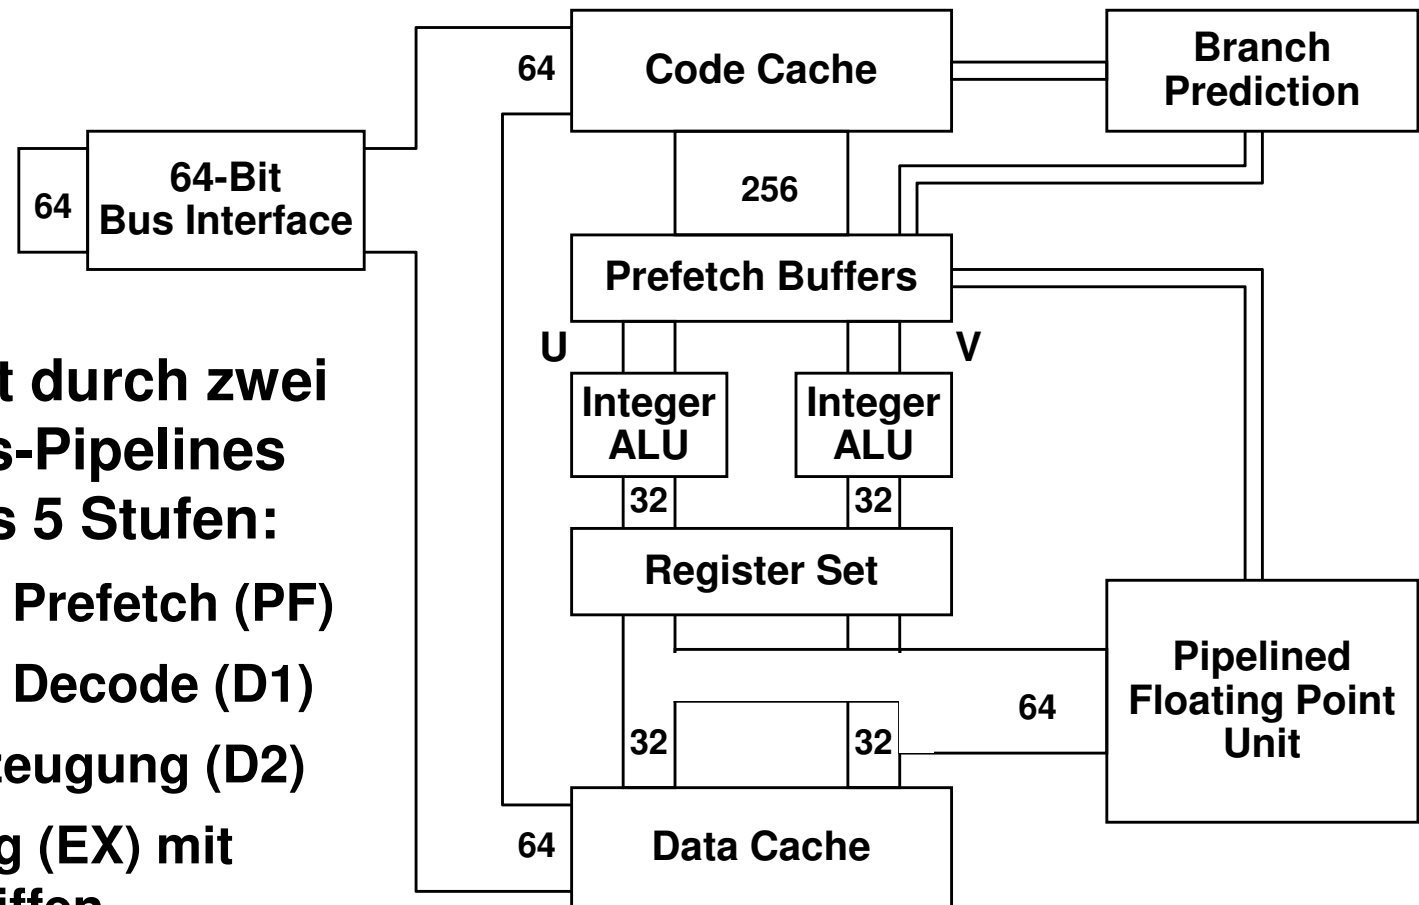 64
Code Cache
Branch
Prediction
64
64-Bit
Bus Interface
256
Prefetch Buffers
U
V
Integer
ALU
Integer
ALU
32
32
Register Set
Pipelined
Floating Point
Unit
64
32
32
64
Data Cache
t durch zwei
s-Pipelines
s 5 Stufen:
Prefetch (PF)
Decode (D1)
zeugung (D2)
g (EX) mit